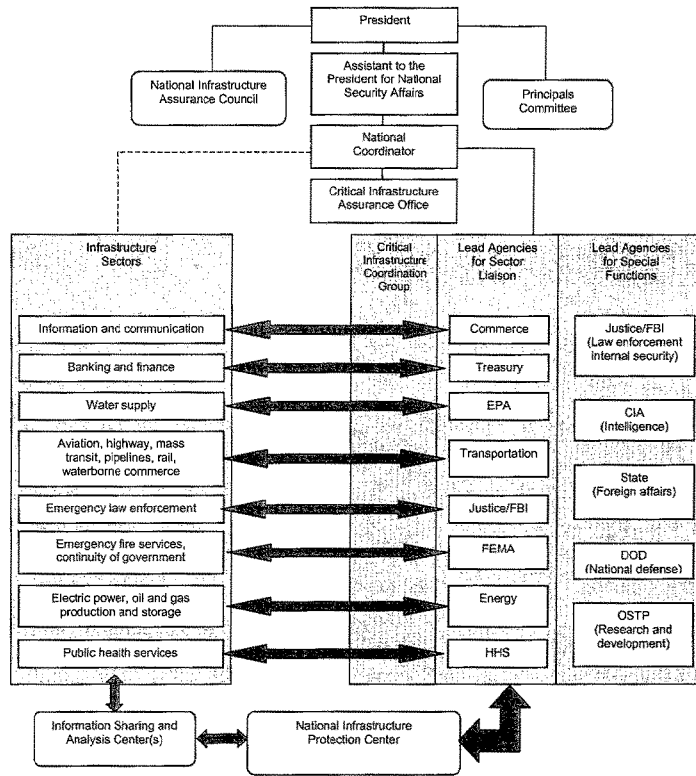 President
National Infrastructure
Assurance Council
Assistant to the
President for National
Security Affairs
Principals
Committee
National
Coordinator
Critical Infrastructure
Assurance Office
Infrastructure
Sectors
Critical
Infrastructure
Coordination
Group
Lead Agencies
for Sector
Liaison
Lead Agencies
for Special
Functions
Information and communication
Commerce
Banking and finance
Treasury
Water supply
EPA
Aviation, highway, mass
transit, pipelines, rail,
waterborne commerce
Transportation
Emergency law enforcement
Justice/FBI
Emergency fire services,
continuity of government
FEMA
Electric power, oil and gas
production and storage
Energy
Public health services
HHS
Justice/FBI
(Law enforcement
internal security)
CIA
(Intelligence)
State
(Foreign affairs)
DOD
(National defense)
OSTP
(Research and
development)
Information Sharing and
Analysis Center(s)
National Infrastructure
Protection Center